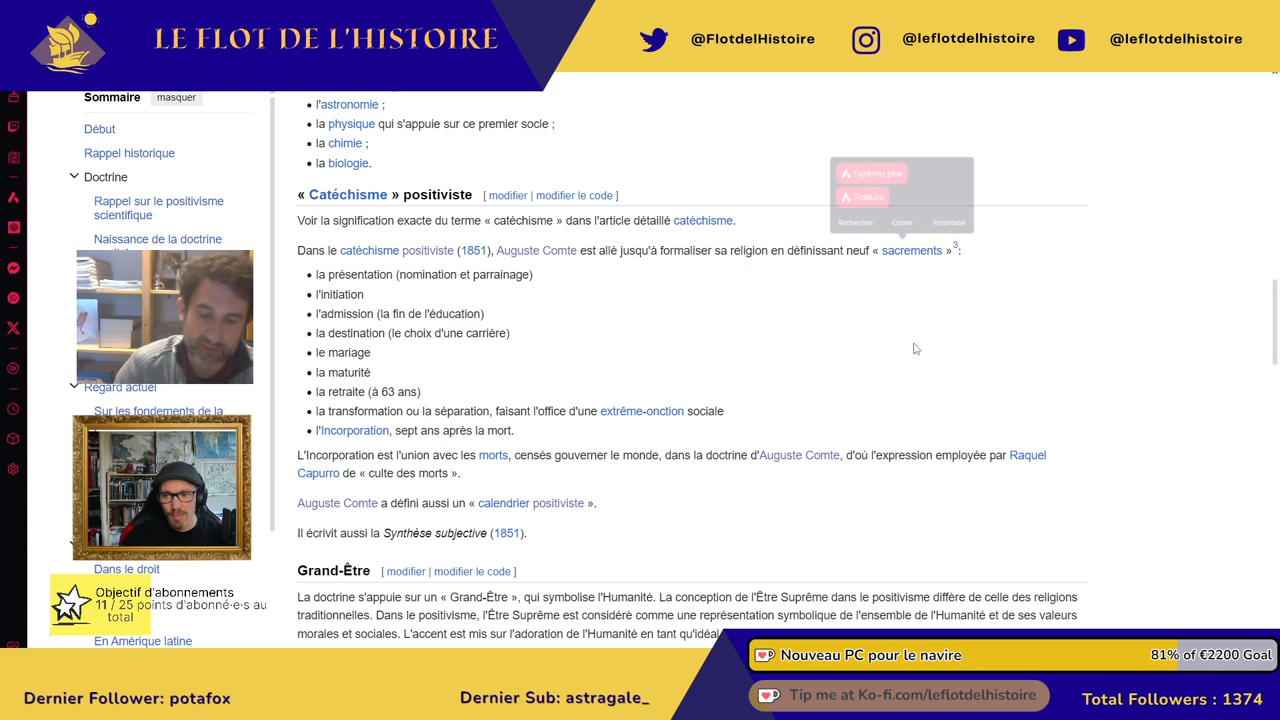 LE FLOT DE L'HISTOIRE
@FlotdelHistoire
@leflotdelhistoire
@leflotdelhistoire
Sommaire masquer
Début
Rappel historique
Doctrine
Rappel sur le positivisme
scientifique
Naissance de la doctrine
Regard actuel
Sur les fondements de la
Dans le droit
En Amérique latine
• l'astronomie ;
• la physique qui s'appuie sur ce premier socle ;
• la chimie ;
• la biologie.
« Catéchisme » positiviste [ modifier | modifier le code ]
Voir la signification exacte du terme « catéchisme » dans l'article détaillé catéchisme.
Explorez plus
Traduire
Rechercher Copier Instantané
Dans le catéchisme positiviste (1851), Auguste Comte est allé jusqu'à formaliser sa religion en définissant neuf « sacrements »3:
• la présentation (nomination et parrainage)
• l'initiation
• l'admission (la fin de l'éducation)
• la destination (le choix d'une carrière)
• le mariage
• la maturité
• la retraite (à 63 ans)
• la transformation ou la séparation, faisant l'office d'une extrême-onction sociale
• l'Incorporation, sept ans après la mort.
L'Incorporation est l'union avec les morts, censés gouverner le monde, dans la doctrine d'Auguste Comte, d'où l'expression employée par Raquel
Capurro de « culte des morts ».
Auguste Comte a défini aussi un « calendrier positiviste ».
Il écrivit aussi la Synthèse subjective (1851).
Grand-Être [ modifier | modifier le code ]
La doctrine s'appuie sur un « Grand-Être », qui symbolise l'Humanité. La conception de l'Être Suprême dans le positivisme diffère de celle des religions
traditionnelles. Dans le positivisme, l'Être Suprême est considéré comme une représentation symbolique de l'ensemble de l'Humanité et de ses valeurs
morales et sociales. L'accent est mis sur l'adoration de l'Humanité en tant qu'idéal
Objectif d'abonnements
11 / 25 points d'abonné·e·s au
total
Nouveau PC pour le navire 81% of €2200 Goal
Tip me at Ko-fi.com/leflotdelhistoire
Dernier Follower: potafox
Dernier Sub: astragale_
Total Followers : 1374